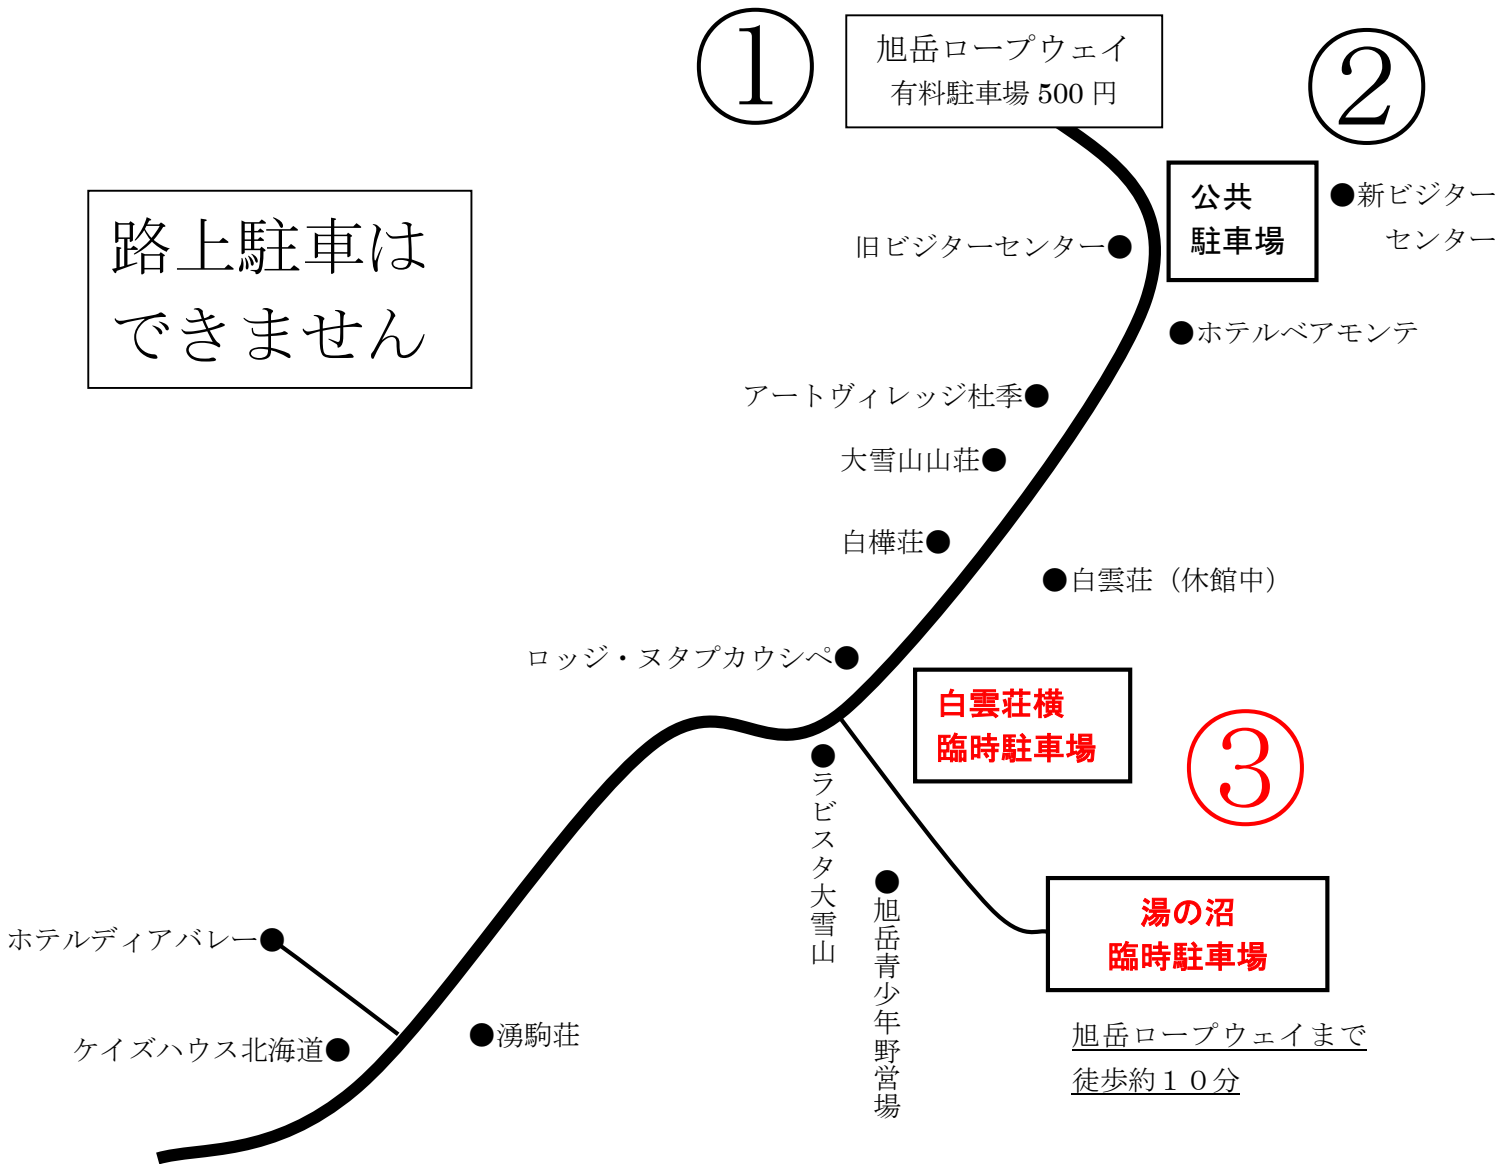 ①
旭岳ロープウェイ
有料駐車場 500 円
②
公共
駐車場
●新ビジター
センター
路上駐車は
できません
旧ビジターセンター●
●ホテルベアモンテ
アートヴィレッジ杜季●
大雪山山荘●
白樺荘●
●白雲荘（休館中）
ロッジ・ヌタプカウシペ●
白雲荘横
臨時駐車場
③
●ラビスタ大雪山
●旭岳青少年野営場
湯の沼
臨時駐車場
旭岳ロープウェイまで
徒歩約１０分
ホテルディアバレー●
ケイズハウス北海道●
●湧駒荘